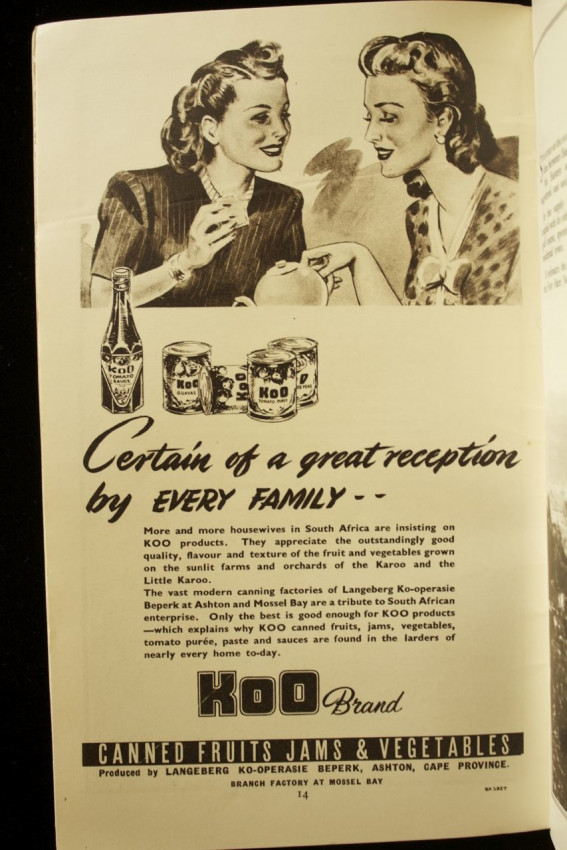 KOO
TOMATO
SAUCE
KOO
GUAVAS
KOO
KOO
TOMATO PUREE
Certain of a great reception
by EVERY FAMILY - -
More and more housewives in South Africa are insisting on
KOO products. They appreciate the outstandingly good
quality, flavour and texture of the fruit and vegetables grown
on the sunlit farms and orchards of the Karoo and the
Little Karoo.
The vast modern canning factories of Langeberg Ko-operasie
Beperk at Ashton and Mossel Bay are a tribute to South African
enterprise. Only the best is good enough for KOO products
—which explains why KOO canned fruits, jams, vegetables,
tomato purée, paste and sauces are found in the larders of
nearly every home to-day.
KOO Brand
CANNED FRUITS JAMS & VEGETABLES
Produced by LANGEBERG KO-OPERASIE BEPERK, ASHTON, CAPE PROVINCE.
BRANCH FACTORY AT MOSSEL BAY
14